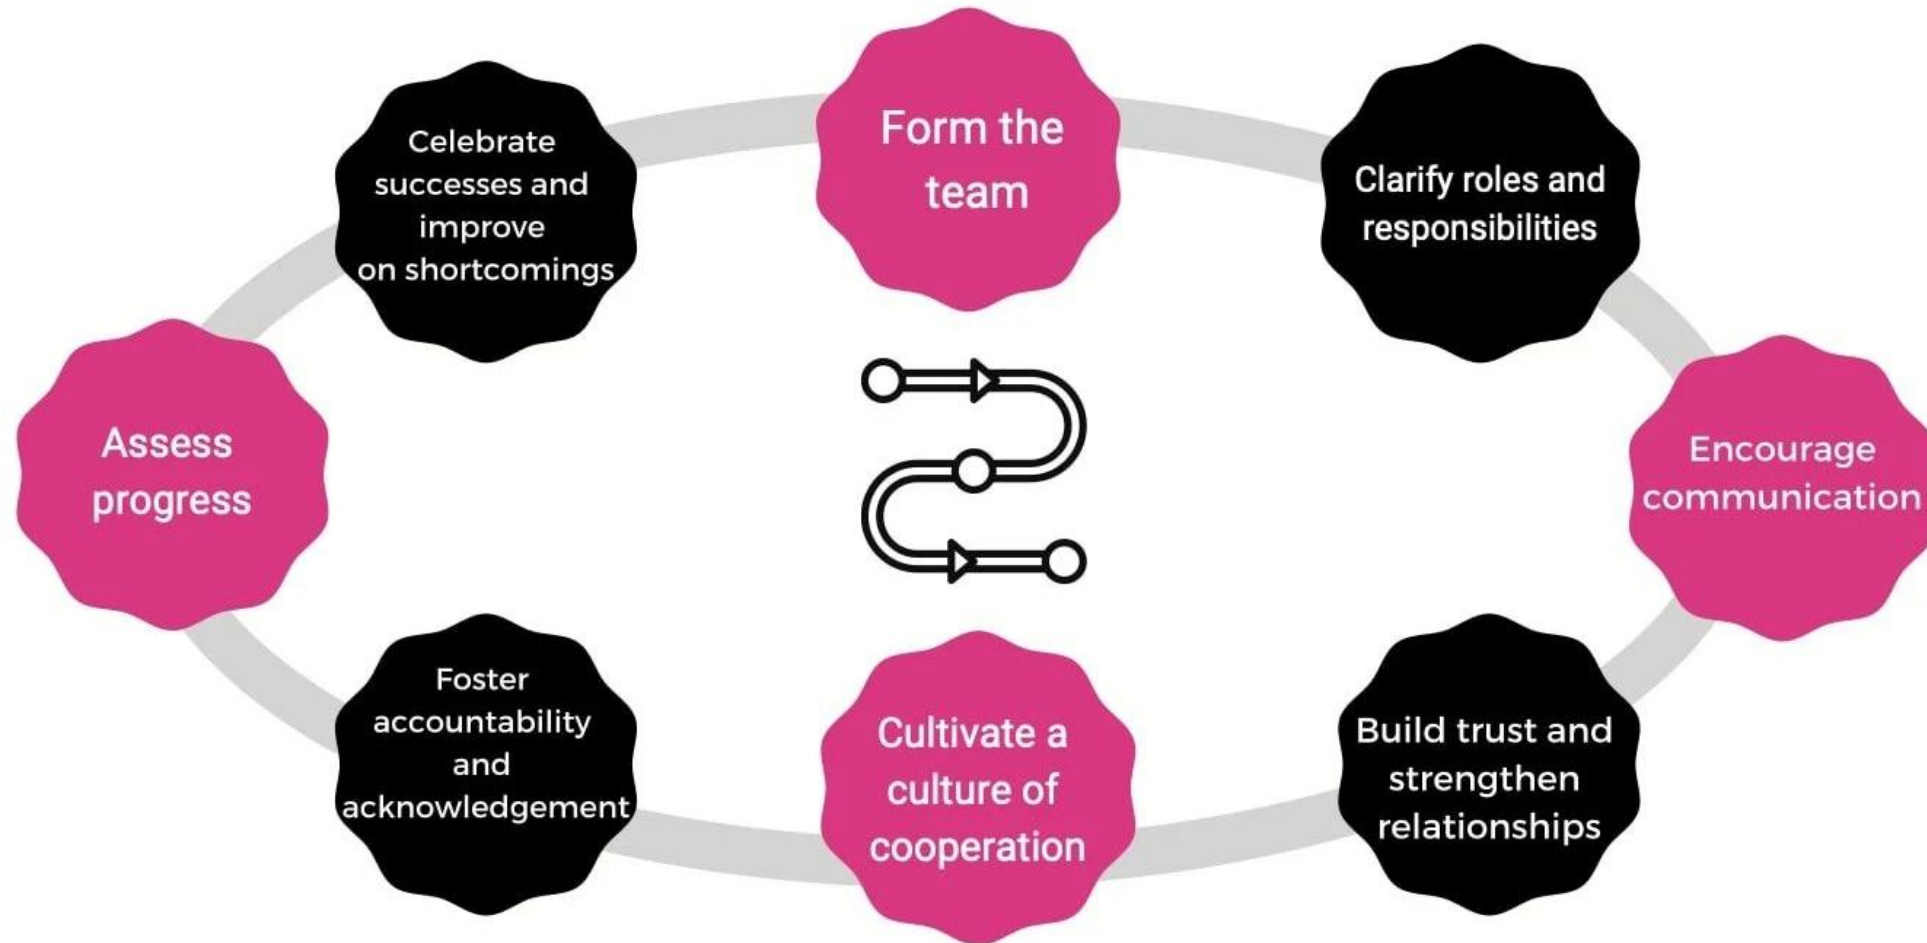 Form the
team
Clarify roles and
responsibilities
Encourage
communication
Build trust and
strengthen
relationships
Cultivate a
culture of
cooperation
Foster
accountability
and
acknowledgement
Assess
progress
Celebrate
successes and
improve
on shortcomings